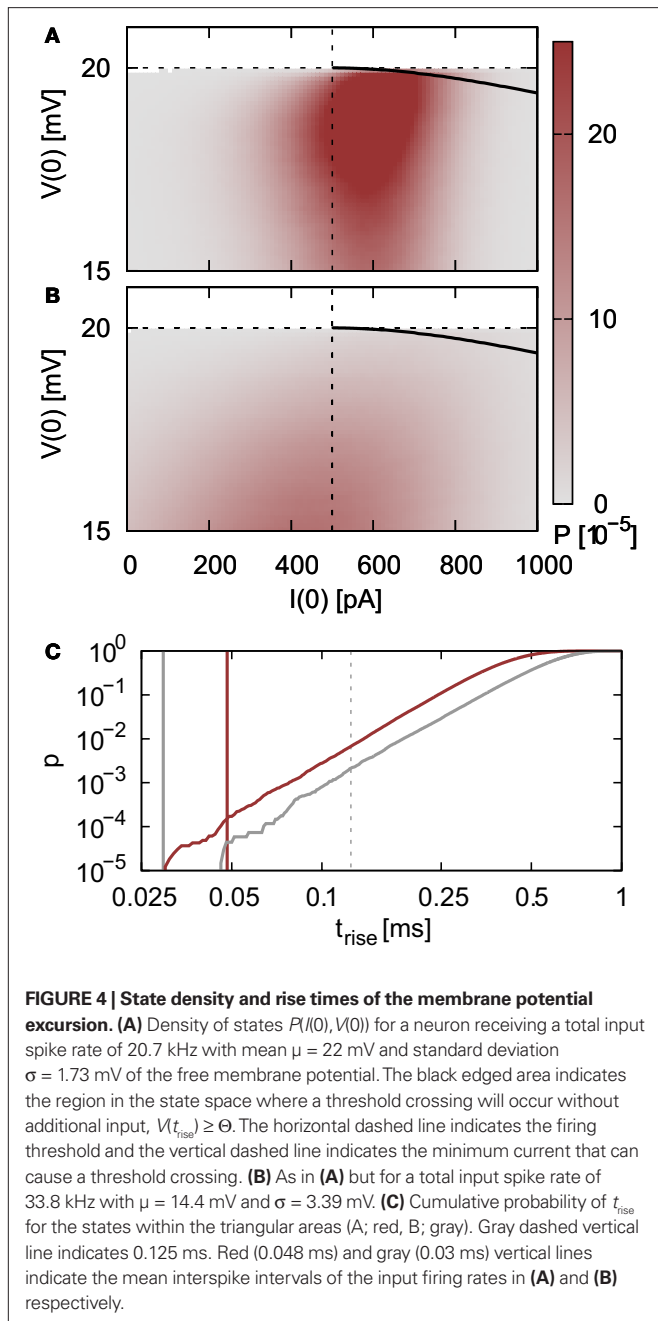 A
20
15
V(0) [mV]
B
20
15
V(0) [mV]
0 200 400 600 800 1000
I(0) [pA]
20
10
0
P [10⁻⁵]
C
10⁰
10⁻¹
10⁻²
10⁻³
10⁻⁴
10⁻⁵
p
0.025 0.05 0.1 0.25 0.5 1
t_rise [ms]
FIGURE 4 | State density and rise times of the membrane potential
excursion. (A) Density of states P(I(0), V(0)) for a neuron receiving a total input
spike rate of 20.7 kHz with mean μ = 22 mV and standard deviation
σ = 1.73 mV of the free membrane potential. The black edged area indicates
the region in the state space where a threshold crossing will occur without
additional input, V(t_rise) ≥ Θ. The horizontal dashed line indicates the firing
threshold and the vertical dashed line indicates the minimum current that can
cause a threshold crossing. (B) As in (A) but for a total input spike rate of
33.8 kHz with μ = 14.4 mV and σ = 3.39 mV. (C) Cumulative probability of t_rise
for the states within the triangular areas (A; red, B; gray). Gray dashed vertical
line indicates 0.125 ms. Red (0.048 ms) and gray (0.03 ms) vertical lines
indicate the mean interspike intervals of the input firing rates in (A) and (B)
respectively.